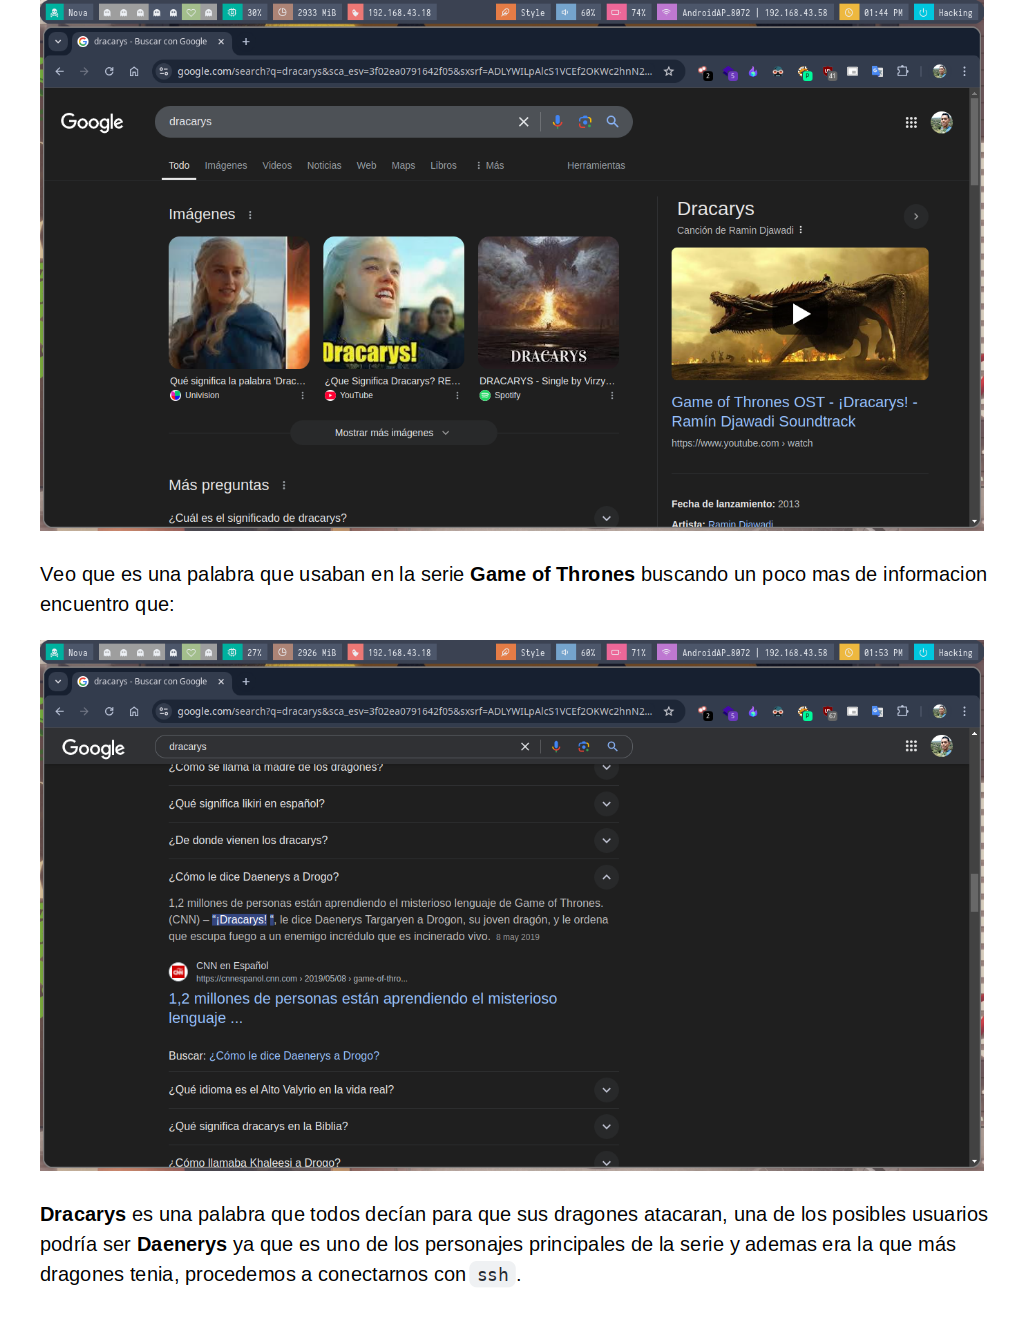 Nova 30% 2933 MiB 192.168.43.18 Style 60% 74% AndroidAP_8072 | 192.168.43.58 01:44 PM Hacking
dracarys - Buscar con Google
google.com/search?q=dracarys&sca_esv=3f02ea0791642f05&sxsrf=ADLYWILpAlcS1VCEf2OKWc2hnN2...
2 5 P 41
Google dracarys
Todo Imágenes Videos Noticias Web Maps Libros Más Herramientas
Imágenes
Dracarys!
DRACARYS
Qué significa la palabra 'Drac...
Univision
¿Que Significa Dracarys? RE...
YouTube
DRACARYS - Single by Virzy...
Spotify
Mostrar más imágenes
Más preguntas
¿Cuál es el significado de dracarys?
Dracarys
Canción de Ramin Djawadi
Game of Thrones OST - ¡Dracarys! -
Ramín Djawadi Soundtrack
https://www.youtube.com › watch
Fecha de lanzamiento: 2013
Artista: Ramin Djawadi
Veo que es una palabra que usaban en la serie Game of Thrones buscando un poco mas de informacion
encuentro que:
Nova 27% 2926 MiB 192.168.43.18 Style 60% 71% AndroidAP_8072 | 192.168.43.58 01:53 PM Hacking
dracarys - Buscar con Google
google.com/search?q=dracarys&sca_esv=3f02ea0791642f05&sxsrf=ADLYWILpAlcS1VCEf2OKWc2hnN2...
2 5 P 67
Google dracarys
¿Cómo se llama la madre de los dragones?
¿Qué significa likiri en español?
¿De donde vienen los dracarys?
¿Cómo le dice Daenerys a Drogo?
1,2 millones de personas están aprendiendo el misterioso lenguaje de Game of Thrones.
(CNN) – "¡Dracarys! ", le dice Daenerys Targaryen a Drogon, su joven dragón, y le ordena
que escupa fuego a un enemigo incrédulo que es incinerado vivo. 8 may 2019
CNN en Español
https://cnnespanol.cnn.com › 2019/05/08 › game-of-thro...
1,2 millones de personas están aprendiendo el misterioso
lenguaje ...
Buscar: ¿Cómo le dice Daenerys a Drogo?
¿Qué idioma es el Alto Valyrio en la vida real?
¿Qué significa dracarys en la Biblia?
¿Cómo llamaba Khaleesi a Drogo?
Dracarys es una palabra que todos decían para que sus dragones atacaran, una de los posibles usuarios
podría ser Daenerys ya que es uno de los personajes principales de la serie y ademas era la que más
dragones tenia, procedemos a conectarnos con ssh.